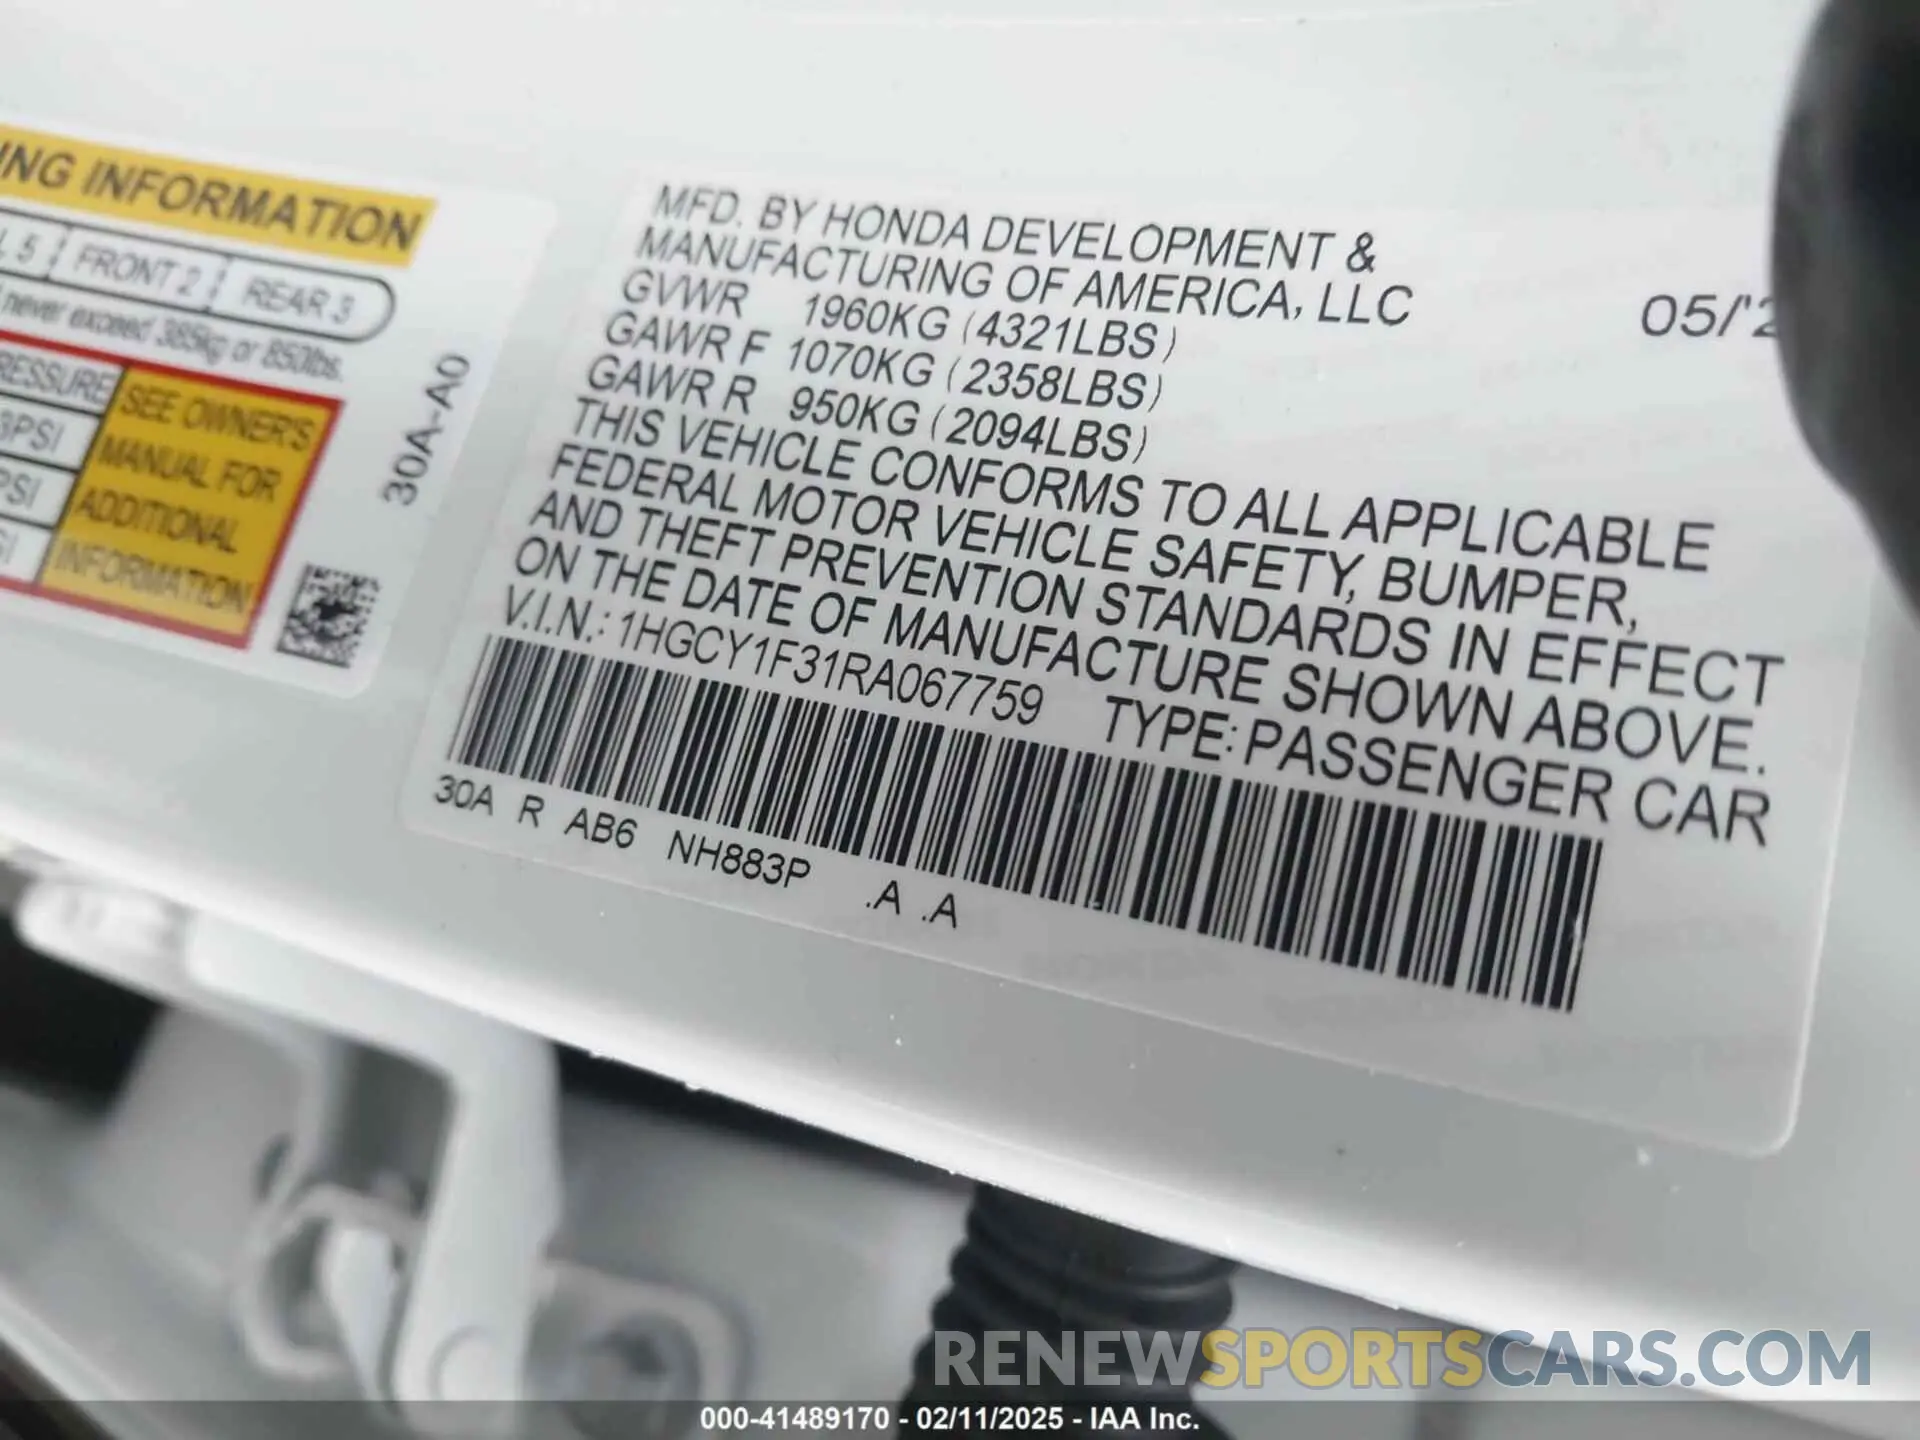 ING INFORMATION
L 5 FRONT 2 REAR 3
never exceed 385kg or 850lbs.
RESSURE
3PSI
PSI
SEE OWNER'S
MANUAL FOR
ADDITIONAL
INFORMATION
30A-A0
MFD. BY HONDA DEVELOPMENT &
MANUFACTURING OF AMERICA, LLC
05/'2
GVWR 1960KG (4321LBS)
GAWR F 1070KG (2358LBS)
GAWR R 950KG (2094LBS)
THIS VEHICLE CONFORMS TO ALL APPLICABLE
FEDERAL MOTOR VEHICLE SAFETY, BUMPER,
AND THEFT PREVENTION STANDARDS IN EFFECT
ON THE DATE OF MANUFACTURE SHOWN ABOVE.
V.I.N.: 1HGCY1F31RA067759 TYPE: PASSENGER CAR
30A R AB6 NH883P .A .A
RENEWSPORTSCARS.COM
000-41489170 - 02/11/2025 - IAA Inc.